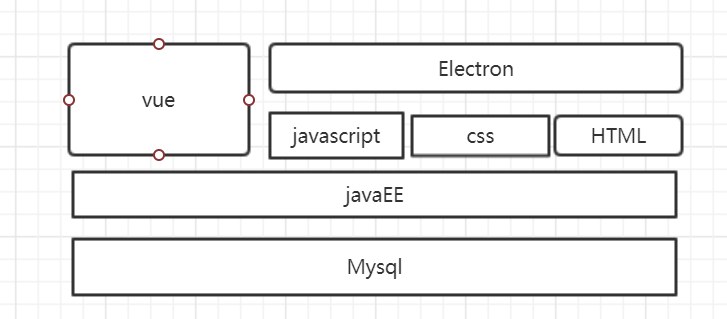 vue
Electron
javascript
css
HTML
javaEE
Mysql